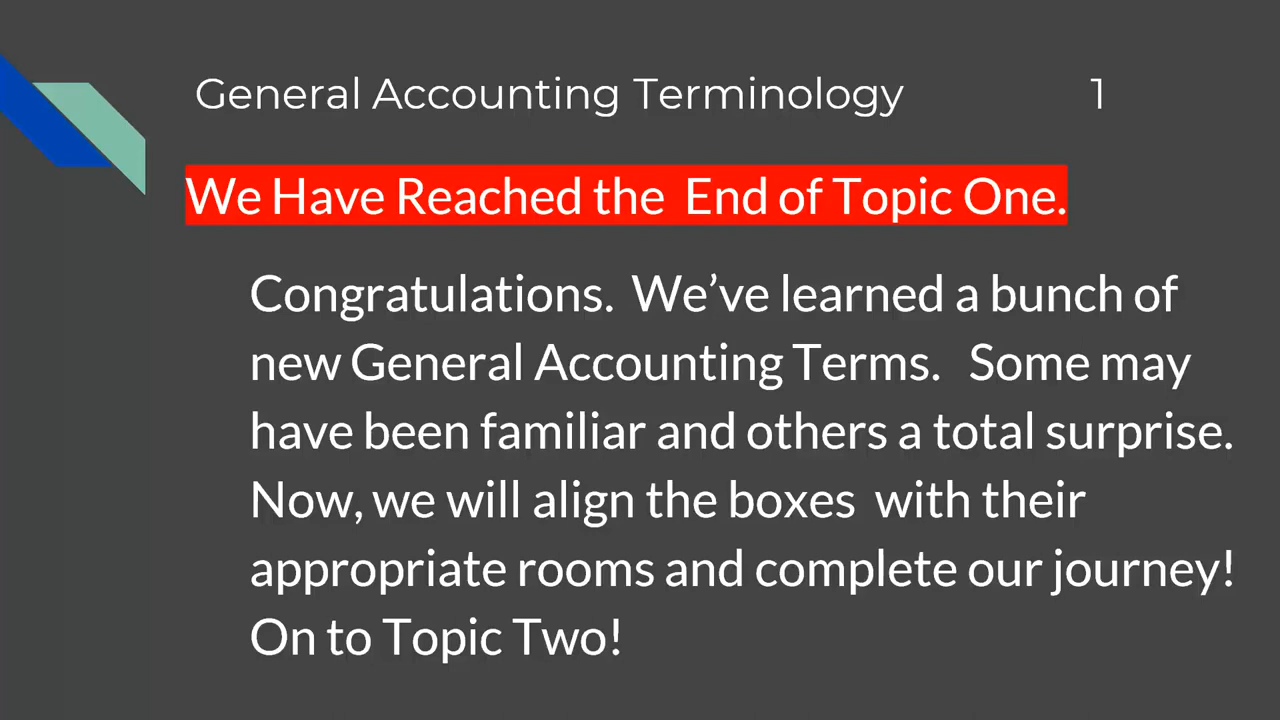 General Accounting Terminology 1
We Have Reached the End of Topic One.
Congratulations. We’ve learned a bunch of
new General Accounting Terms. Some may
have been familiar and others a total surprise.
Now, we will align the boxes with their
appropriate rooms and complete our journey!
On to Topic Two!